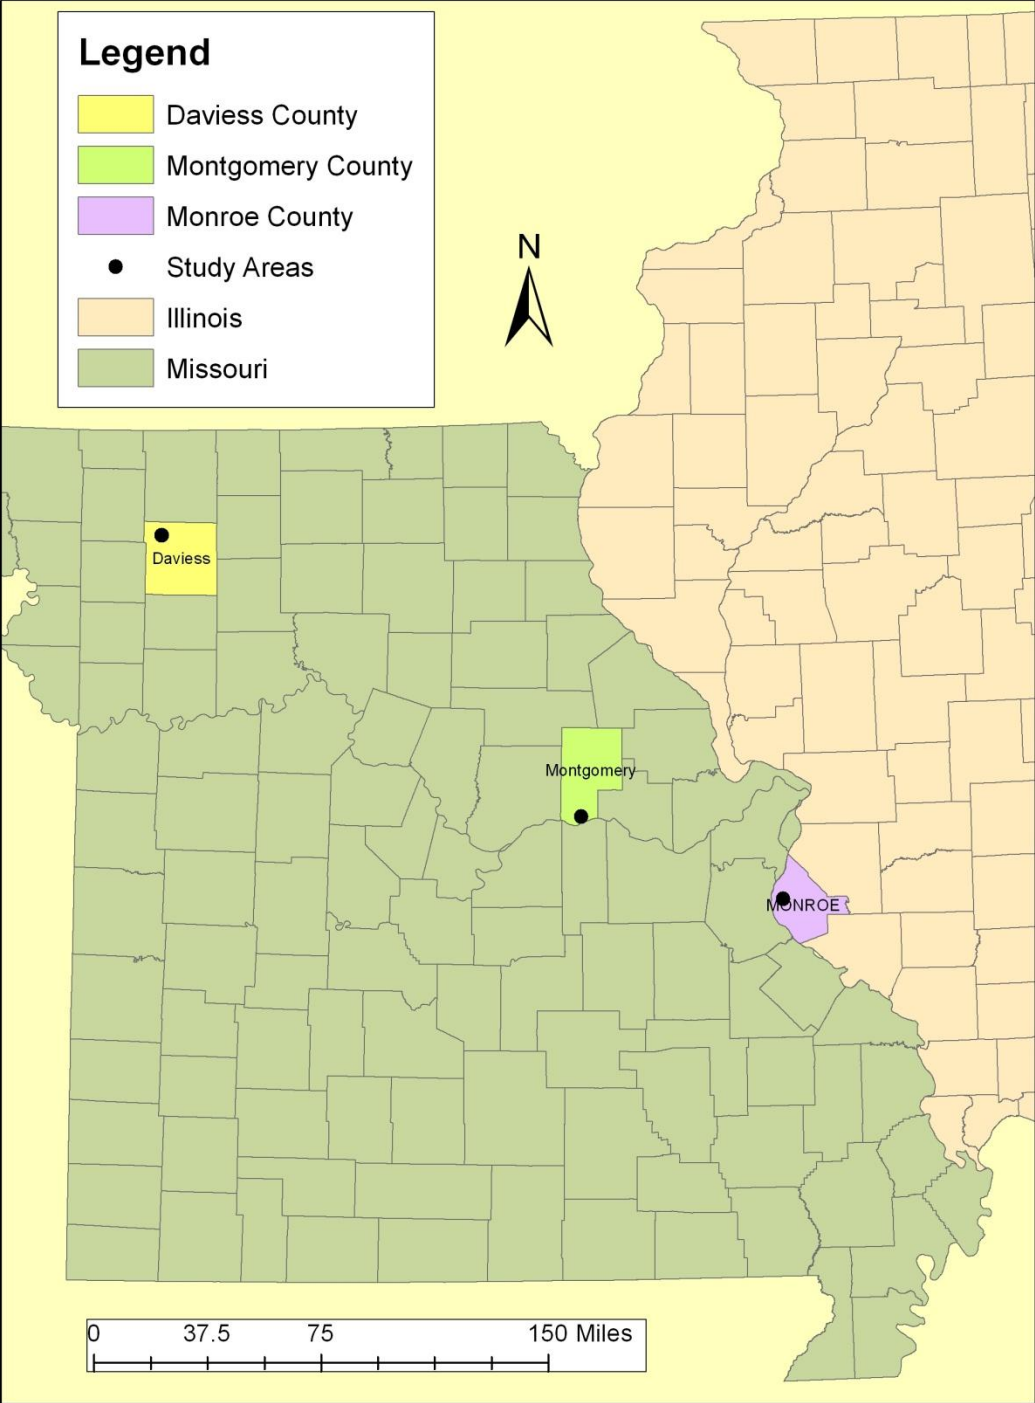 Legend
Daviess County
Montgomery County
Monroe County
Study Areas
Illinois
Missouri
N
Daviess
Montgomery
MONROE
0 37.5 75 150 Miles